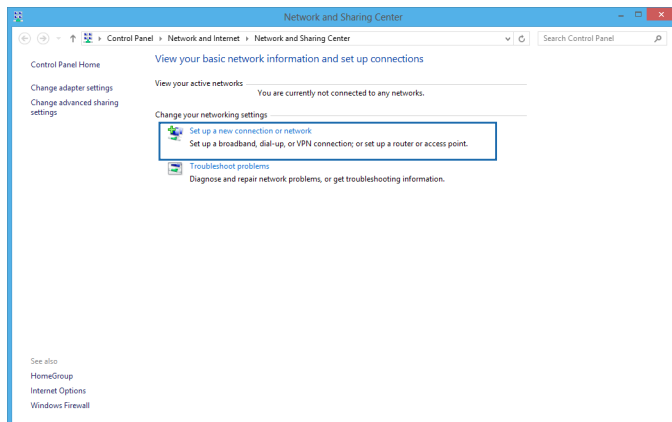 Network and Sharing Center
Control Panel Network and Internet Network and Sharing Center
Search Control Panel
Control Panel Home
Change adapter settings
Change advanced sharing
settings
View your basic network information and set up connections
View your active networks
You are currently not connected to any networks.
Change your networking settings
Set up a new connection or network
Set up a broadband, dial-up, or VPN connection; or set up a router or access point.
Troubleshoot problems
Diagnose and repair network problems, or get troubleshooting information.
See also
HomeGroup
Internet Options
Windows Firewall